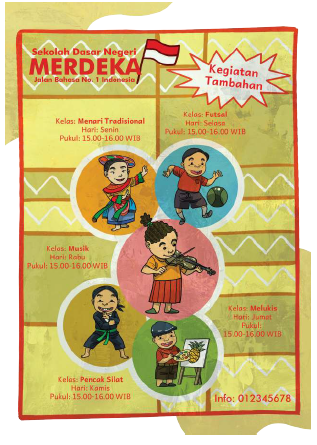 Sekolah Dasar Negeri
MERDEKA
Jalan Bahasa No. 1 Indonesia
Kegiatan
Tambahan
Kelas: Menari Tradisional
Hari: Senin
Pukul: 15.00-16.00 WIB
Kelas: Futsal
Hari: Selasa
Pukul: 15.00-16.00 WIB
Kelas: Musik
Hari: Rabu
Pukul: 15.00-16.00 WIB
Kelas: Melukis
Hari: Jumat
Pukul:
15.00-16.00 WIB
Kelas: Pencak Silat
Hari: Kamis
Pukul: 15.00-16.00 WIB
Info: 012345678